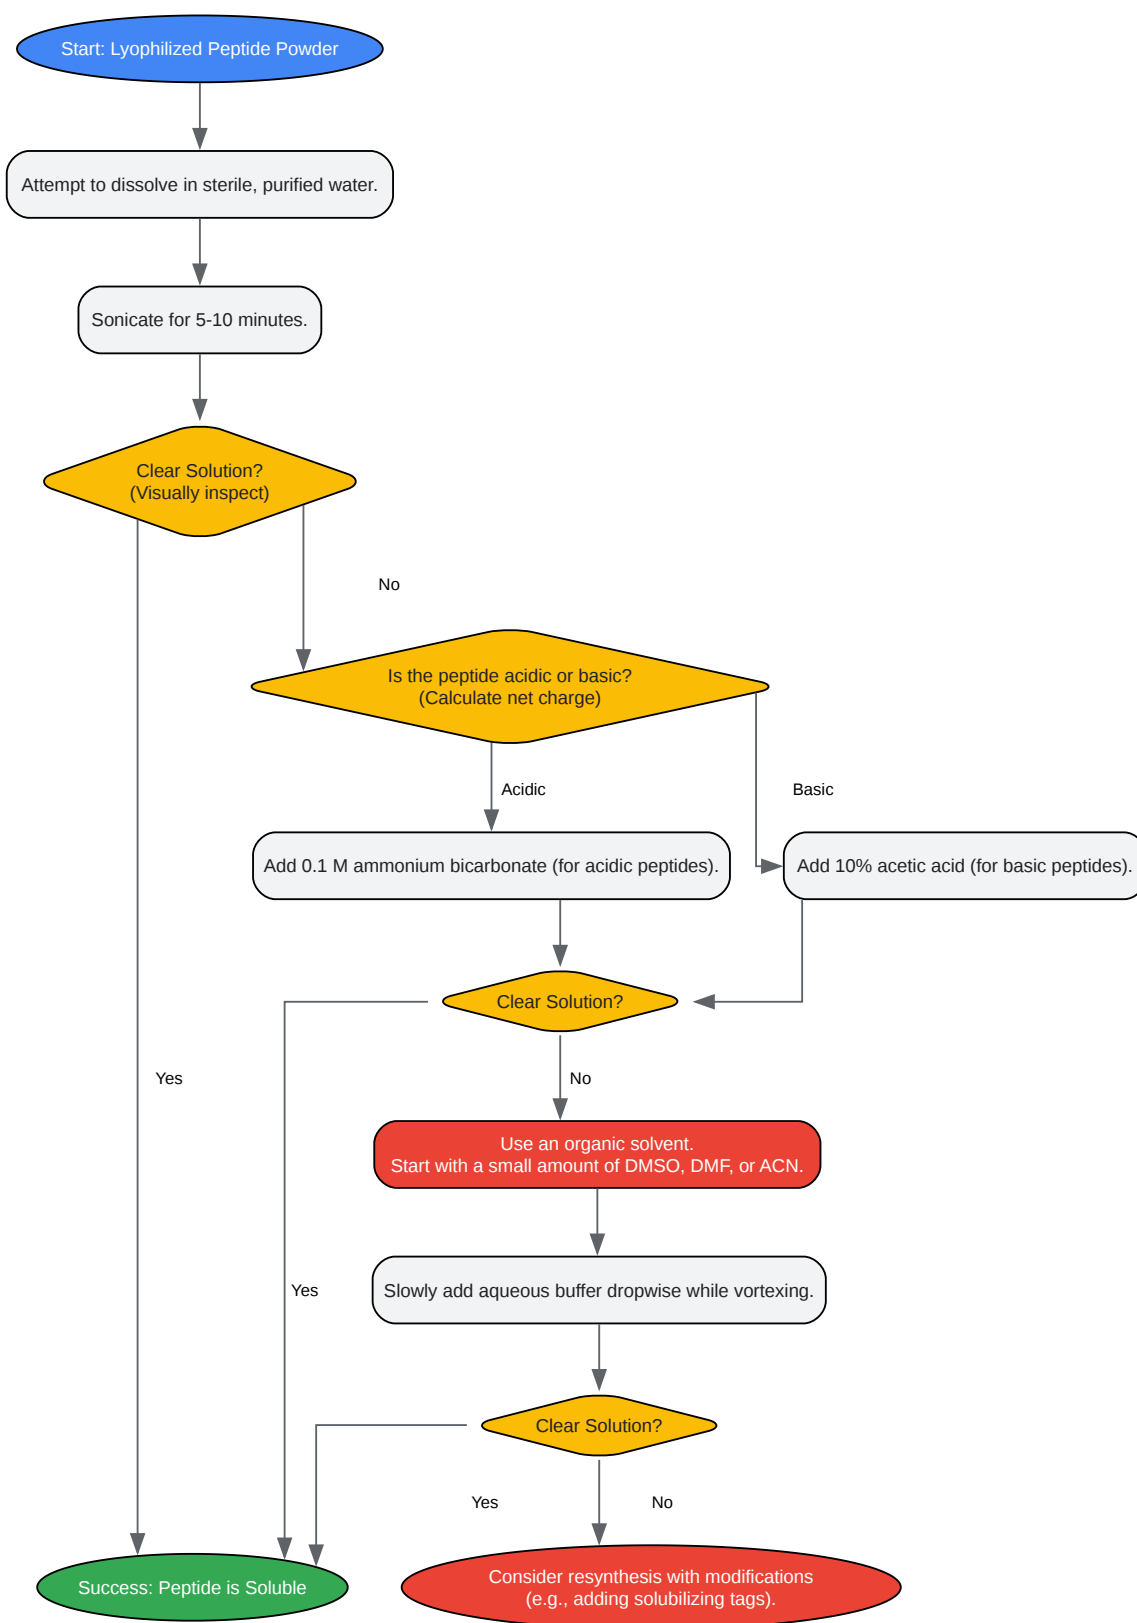 Start: Lyophilized Peptide Powder
Attempt to dissolve in sterile, purified water.
Sonicate for 5-10 minutes.
Clear Solution?
(Visually inspect)
No
Is the peptide acidic or basic?
(Calculate net charge)
Acidic
Basic
Add 0.1 M ammonium bicarbonate (for acidic peptides).
Add 10% acetic acid (for basic peptides).
Clear Solution?
Yes
No
Use an organic solvent.
Start with a small amount of DMSO, DMF, or ACN.
Yes
Slowly add aqueous buffer dropwise while vortexing.
Clear Solution?
Yes
No
Success: Peptide is Soluble
Consider resynthesis with modifications
(e.g., adding solubilizing tags).